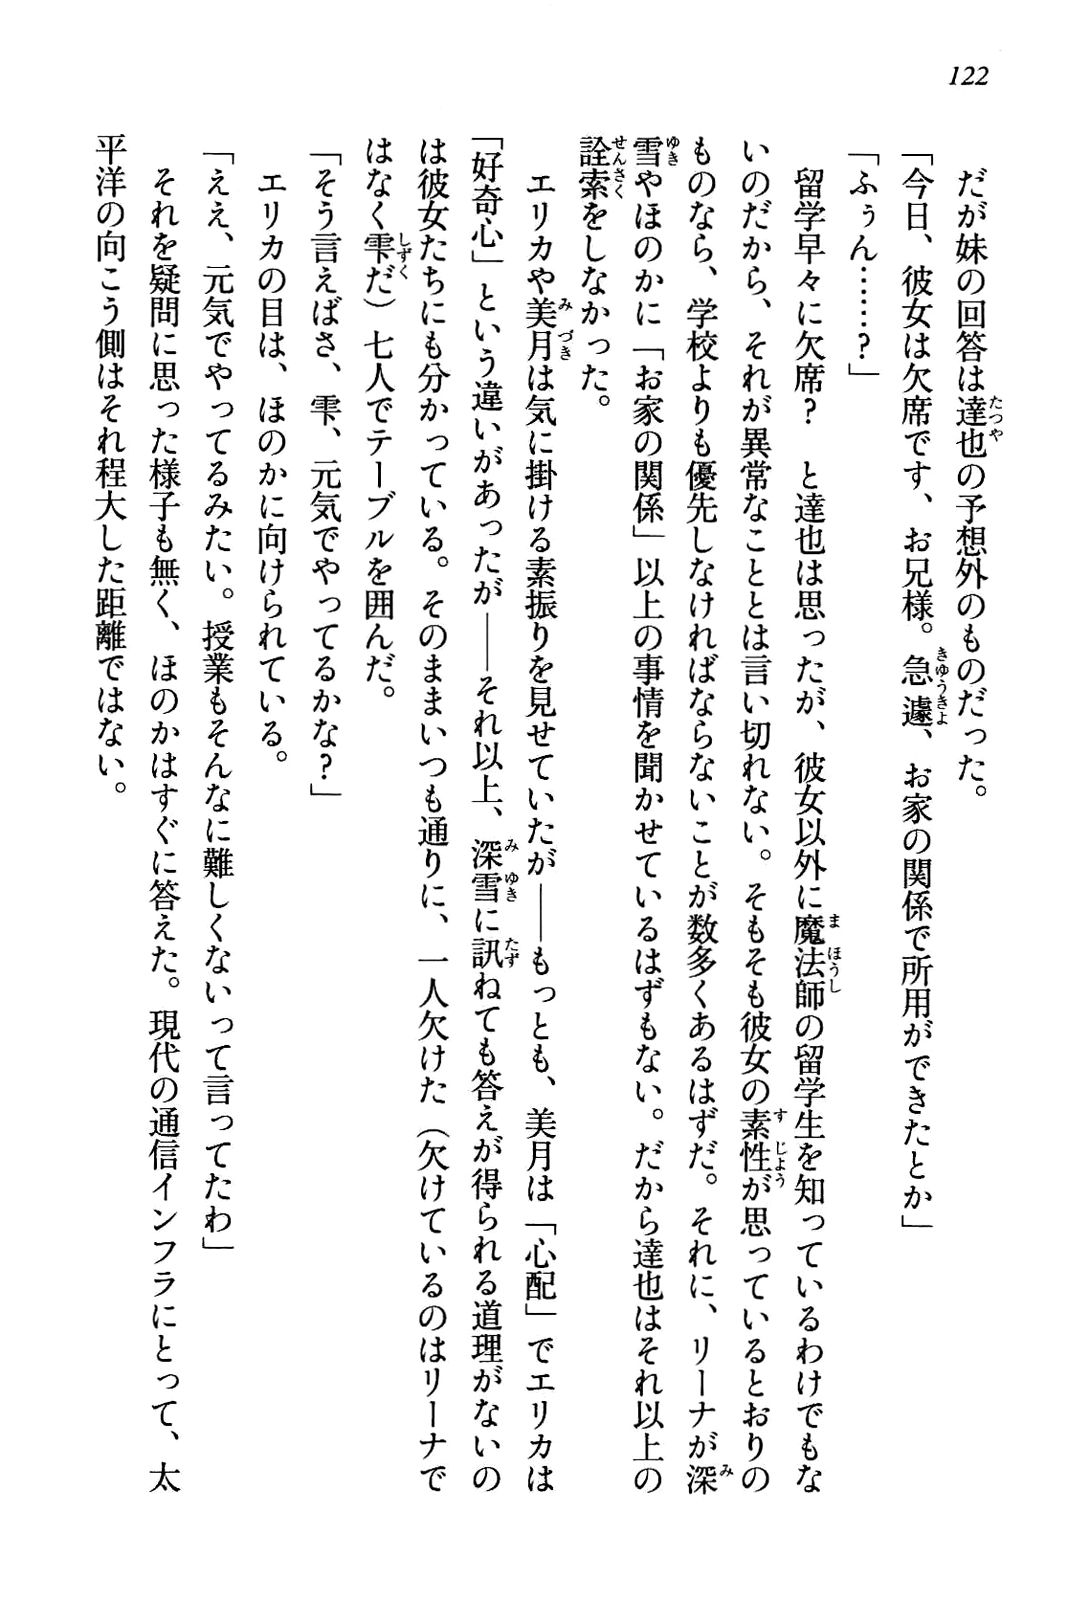 122
だが妹の回答は達也の予想外のものだった。
「今日、彼女は欠席です、お兄様。急遽、お家の関係で所用ができたとか」
「ふぅん……？」
留学早々に欠席？　と達也は思ったが、彼女以外に魔法師の留学生を知っているわけでもな
いのだから、それが異常なこととは言い切れない。そもそも彼女の素性が思っているとおりの
ものなら、学校よりも優先しなければならないことが数多くあるはずだ。それに、リーナが深
雪やほのかに「お家の関係」以上の事情を聞かせているはずもない。だから達也はそれ以上の
詮索をしなかった。
エリカや美月は気に掛ける素振りを見せていたが――もっとも、美月は「心配」でエリカは
「好奇心」という違いがあったが――それ以上、深雪に訊ねても答えが得られる道理がないの
は彼女たちにも分かっている。そのままいつも通りに、一人欠けた（欠けているのはリーナで
はなく雫だ）七人でテーブルを囲んだ。
「そう言えばさ、雫、元気でやってるかな？」
エリカの目は、ほのかに向けられている。
「ええ、元気でやってるみたい。授業もそんなに難しくないって言ってたわ」
それを疑問に思った様子も無く、ほのかはすぐに答えた。現代の通信インフラにとって、太
平洋の向こう側はそれ程大した距離ではない。